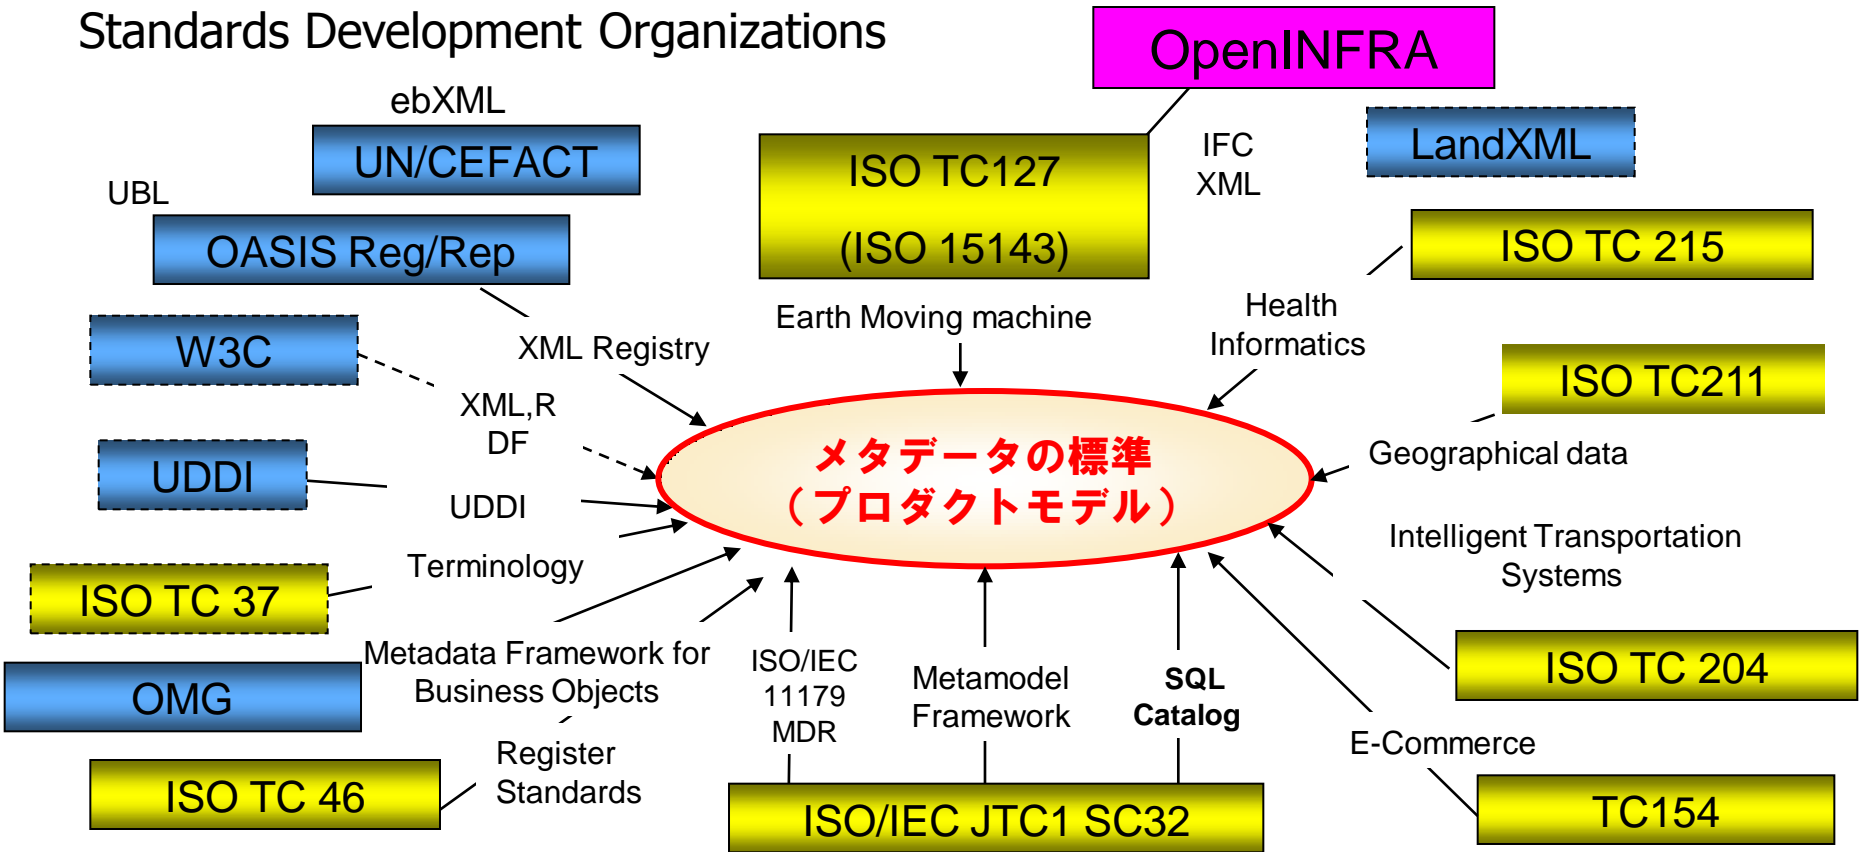 Standards Development Organizations
OpenINFRA
ebXML
UN/CEFACT
UBL
OASIS Reg/Rep
ISO TC127
(ISO 15143)
IFC
XML
LandXML
ISO TC 215
Earth Moving machine
Health
Informatics
W3C
XML Registry
ISO TC211
XML,R
DF
Geographical data
メタデータの標準
(プロダクトモデル)
UDDI
UDDI
Terminology
Intelligent Transportation
Systems
ISO TC 37
Metadata Framework for
Business Objects
ISO/IEC
11179
MDR
Metamodel
Framework
SQL
Catalog
ISO TC 204
OMG
Register
Standards
E-Commerce
ISO TC 46
ISO/IEC JTC1 SC32
TC154